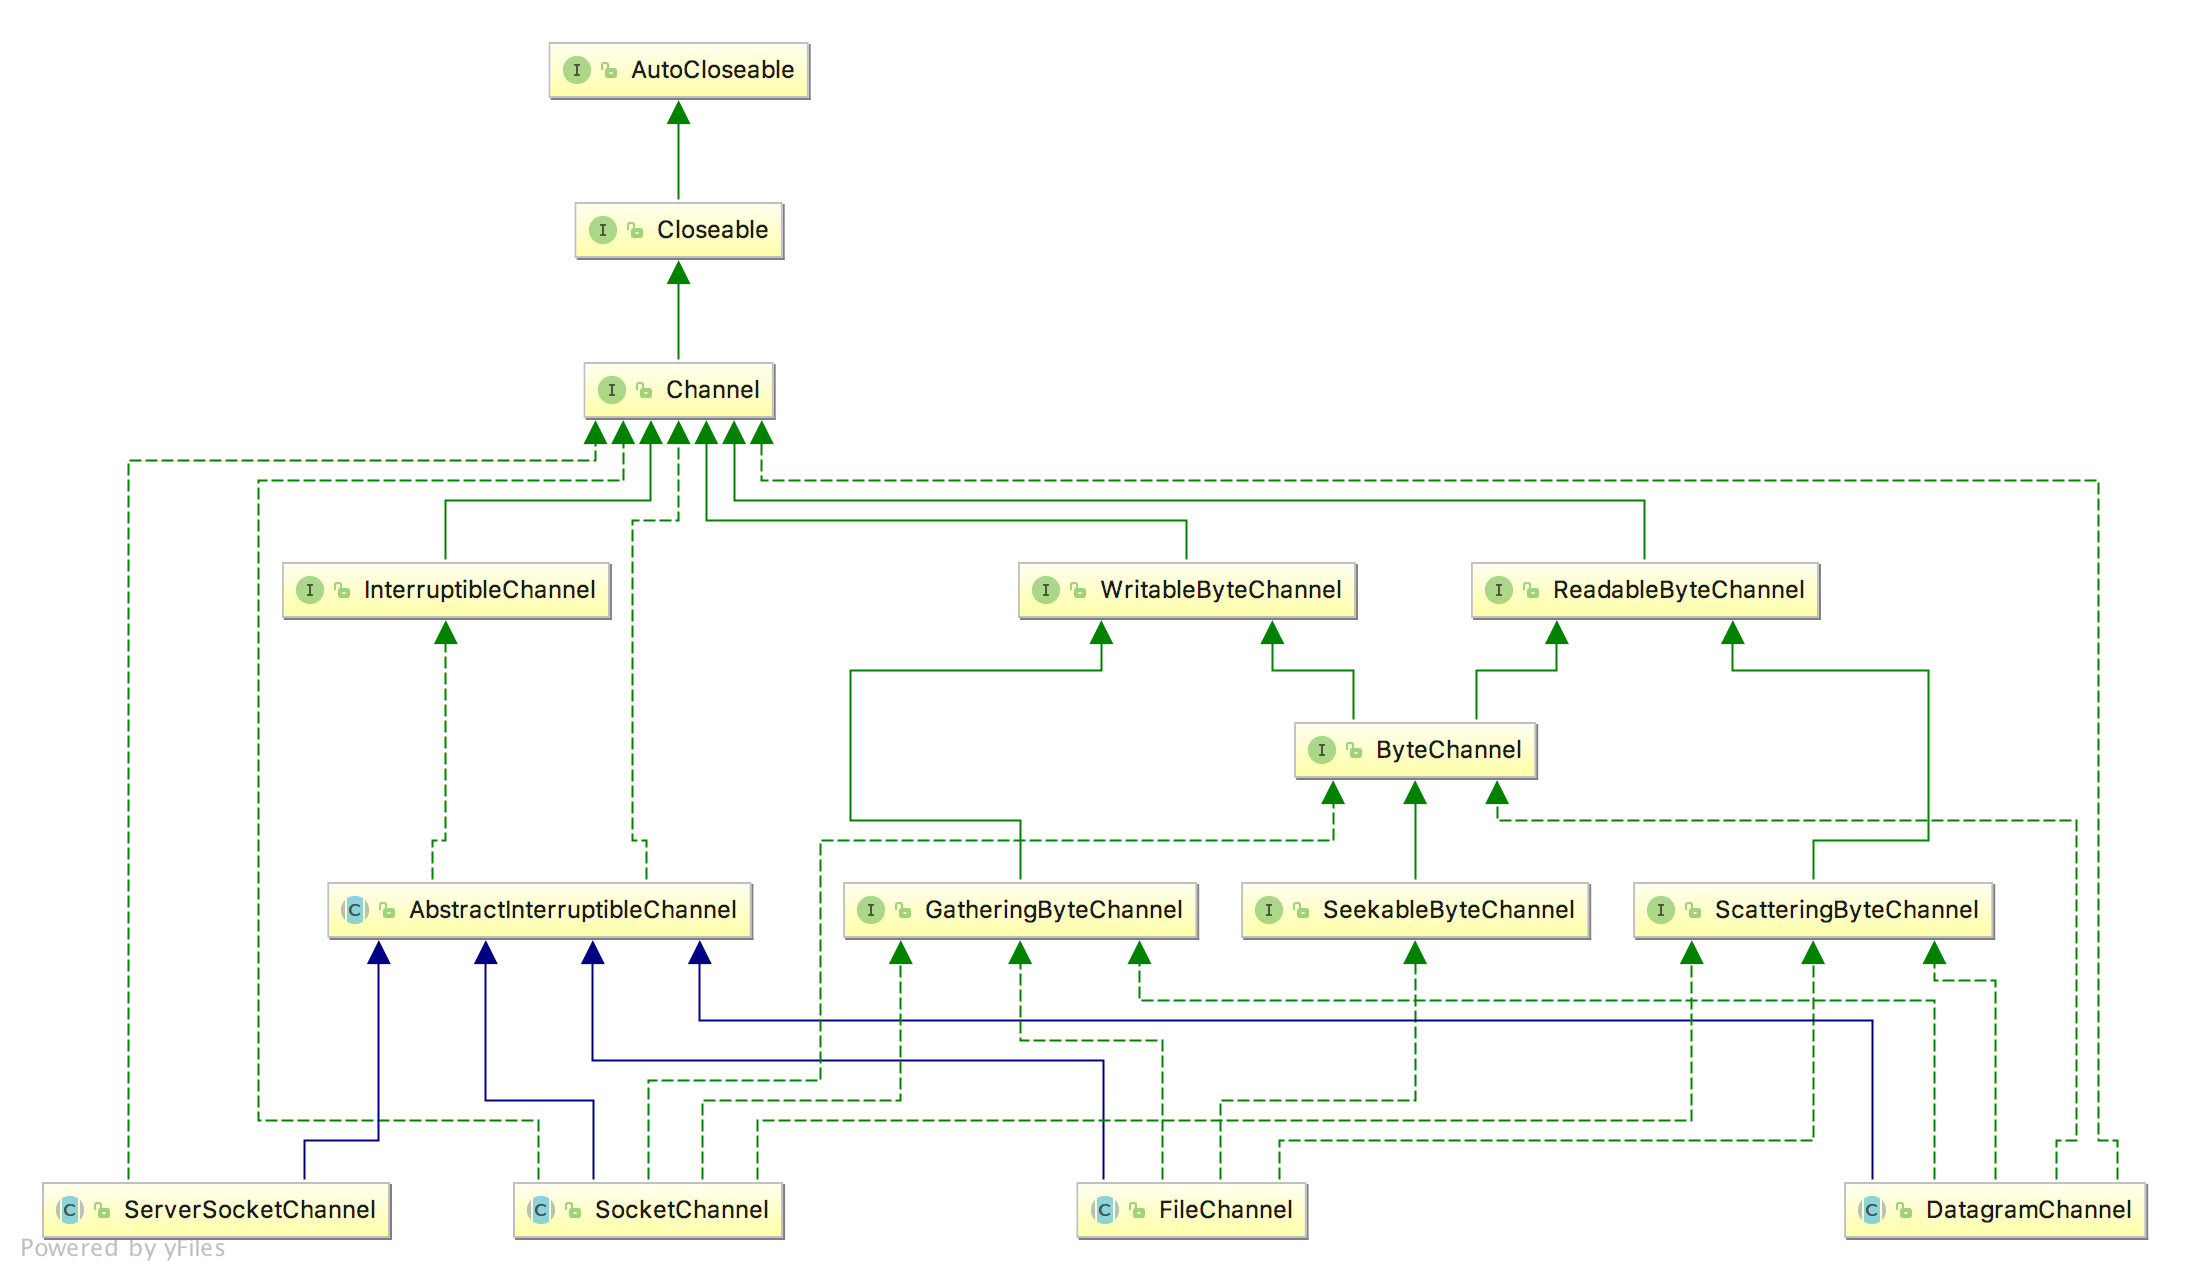 I AutoCloseable
I Closeable
I Channel
I InterruptibleChannel
I WritableByteChannel
I ReadableByteChannel
I ByteChannel
C AbstractInterruptibleChannel
I GatheringByteChannel
I SeekableByteChannel
I ScatteringByteChannel
C ServerSocketChannel
C SocketChannel
C FileChannel
C DatagramChannel
Powered by yFiles